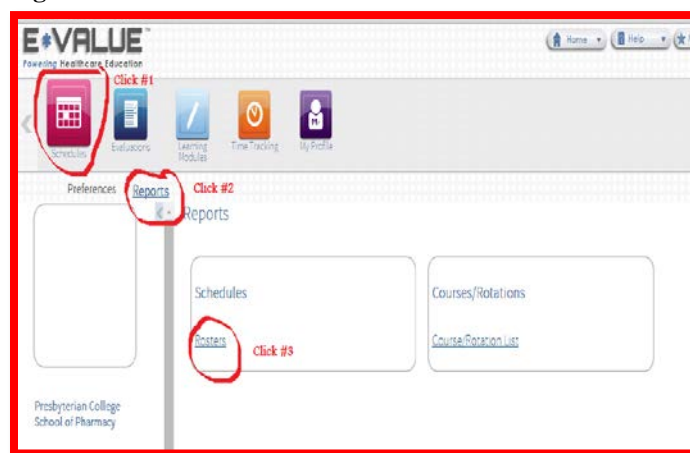 E*VALUE™
Powering Healthcare Education
Home
Help
Click #1
Schedules
Evaluations
Learning Modules
Time Tracking
My Profile
Preferences Reports
Click #2
Reports
Schedules
Courses/Rotations
Rosters
Click #3
Course/Rotation List
Presbyterian College
School of Pharmacy